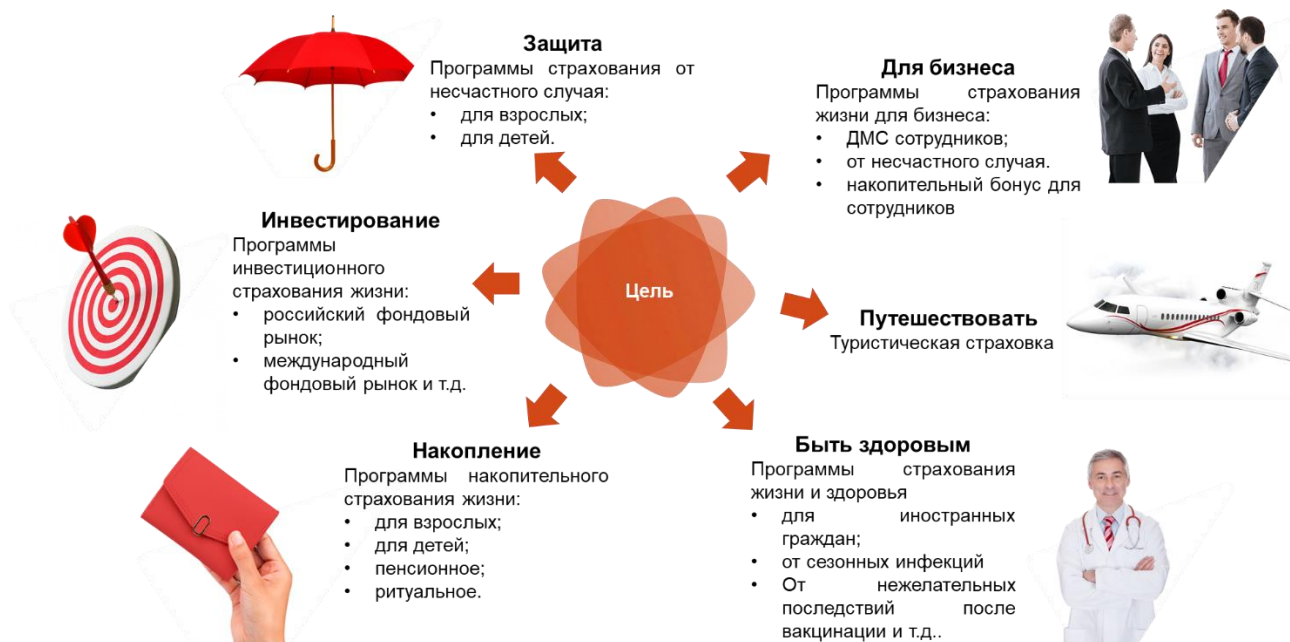 Защита
Программы страхования от
несчастного случая:
• для взрослых;
• для детей.
Для бизнеса
Программы страхования
жизни для бизнеса:
• ДМС сотрудников;
• от несчастного случая.
• накопительный бонус для
сотрудников
Инвестирование
Программы
инвестиционного
страхования жизни:
• российский фондовый
рынок;
• международный
фондовый рынок и т.д.
Цель
Путешествовать
Туристическая страховка
Накопление
Программы накопительного
страхования жизни:
• для взрослых;
• для детей;
• пенсионное;
• ритуальное.
Быть здоровым
Программы страхования
жизни и здоровья
• для иностранных
граждан;
• от сезонных инфекций
• От нежелательных
последствий после
вакцинации и т.д..